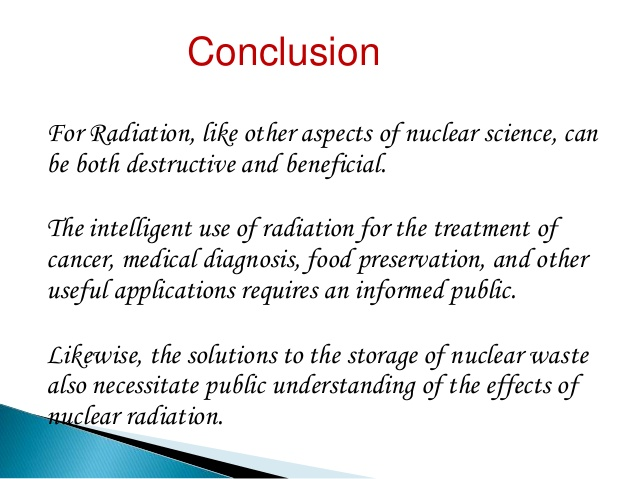 Conclusion
For Radiation, like other aspects of nuclear science, can
be both destructive and beneficial.
The intelligent use of radiation for the treatment of
cancer, medical diagnosis, food preservation, and other
useful applications requires an informed public.
Likewise, the solutions to the storage of nuclear waste
also necessitate public understanding of the effects of
nuclear radiation.